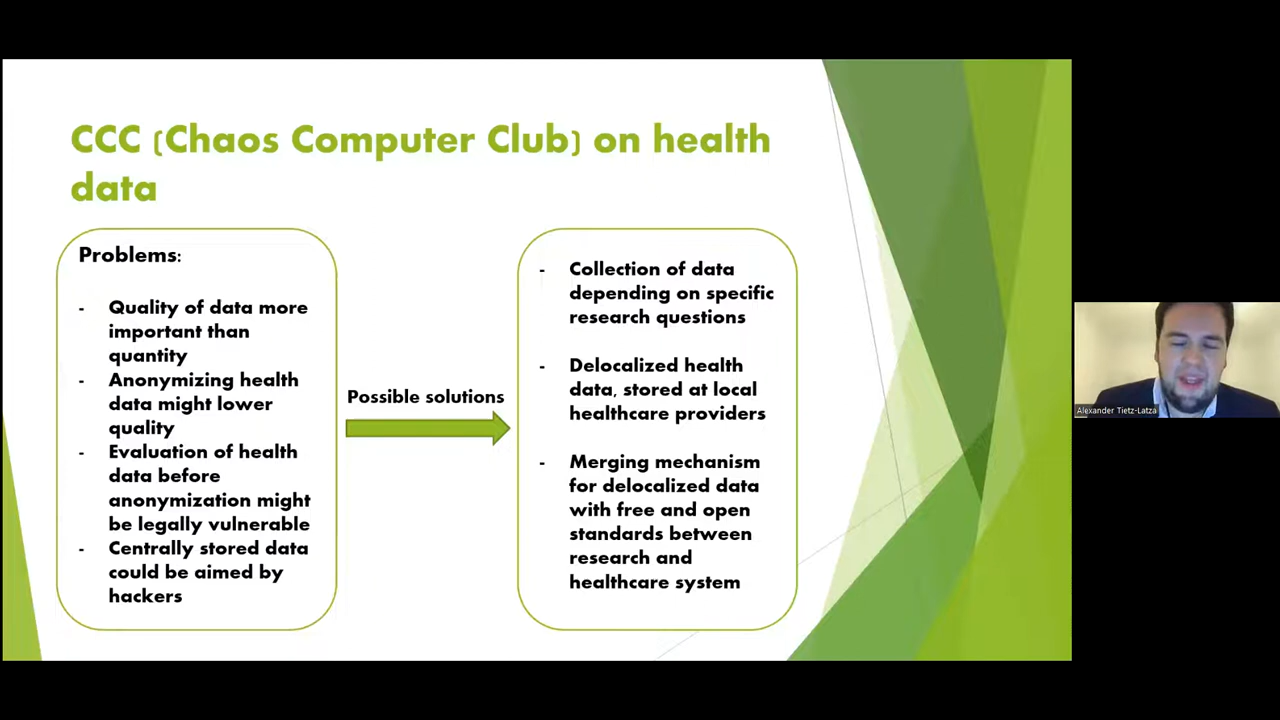 CCC (Chaos Computer Club) on health
data
Problems:
- Quality of data more
important than
quantity
- Anonymizing health
data might lower
quality
- Evaluation of health
data before
anonymization might
be legally vulnerable
- Centrally stored data
could be aimed by
hackers
Possible solutions
- Collection of data
depending on specific
research questions
- Delocalized health
data, stored at local
healthcare providers
- Merging mechanism
for delocalized data
with free and open
standards between
research and
healthcare system
Alexander Tietz-Latza